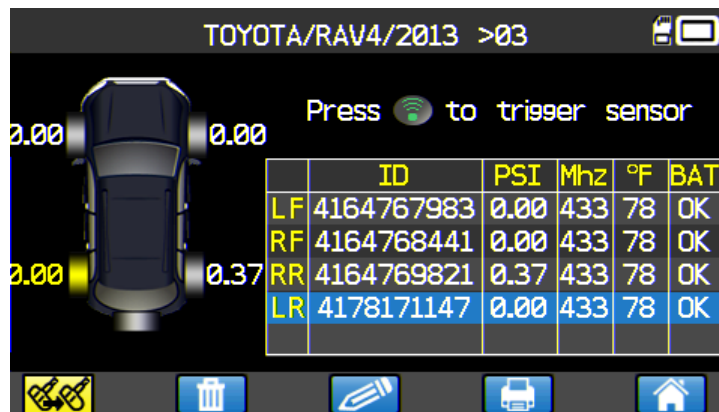 TOYOTA/RAV4/2013 >03
Press to trigger sensor
0.00 0.00
ID PSI Mhz °F BAT
LF 4164767983 0.00 433 78 OK
RF 4164768441 0.00 433 78 OK
0.00 0.37 RR 4164769821 0.37 433 78 OK
LR 4178171147 0.00 433 78 OK